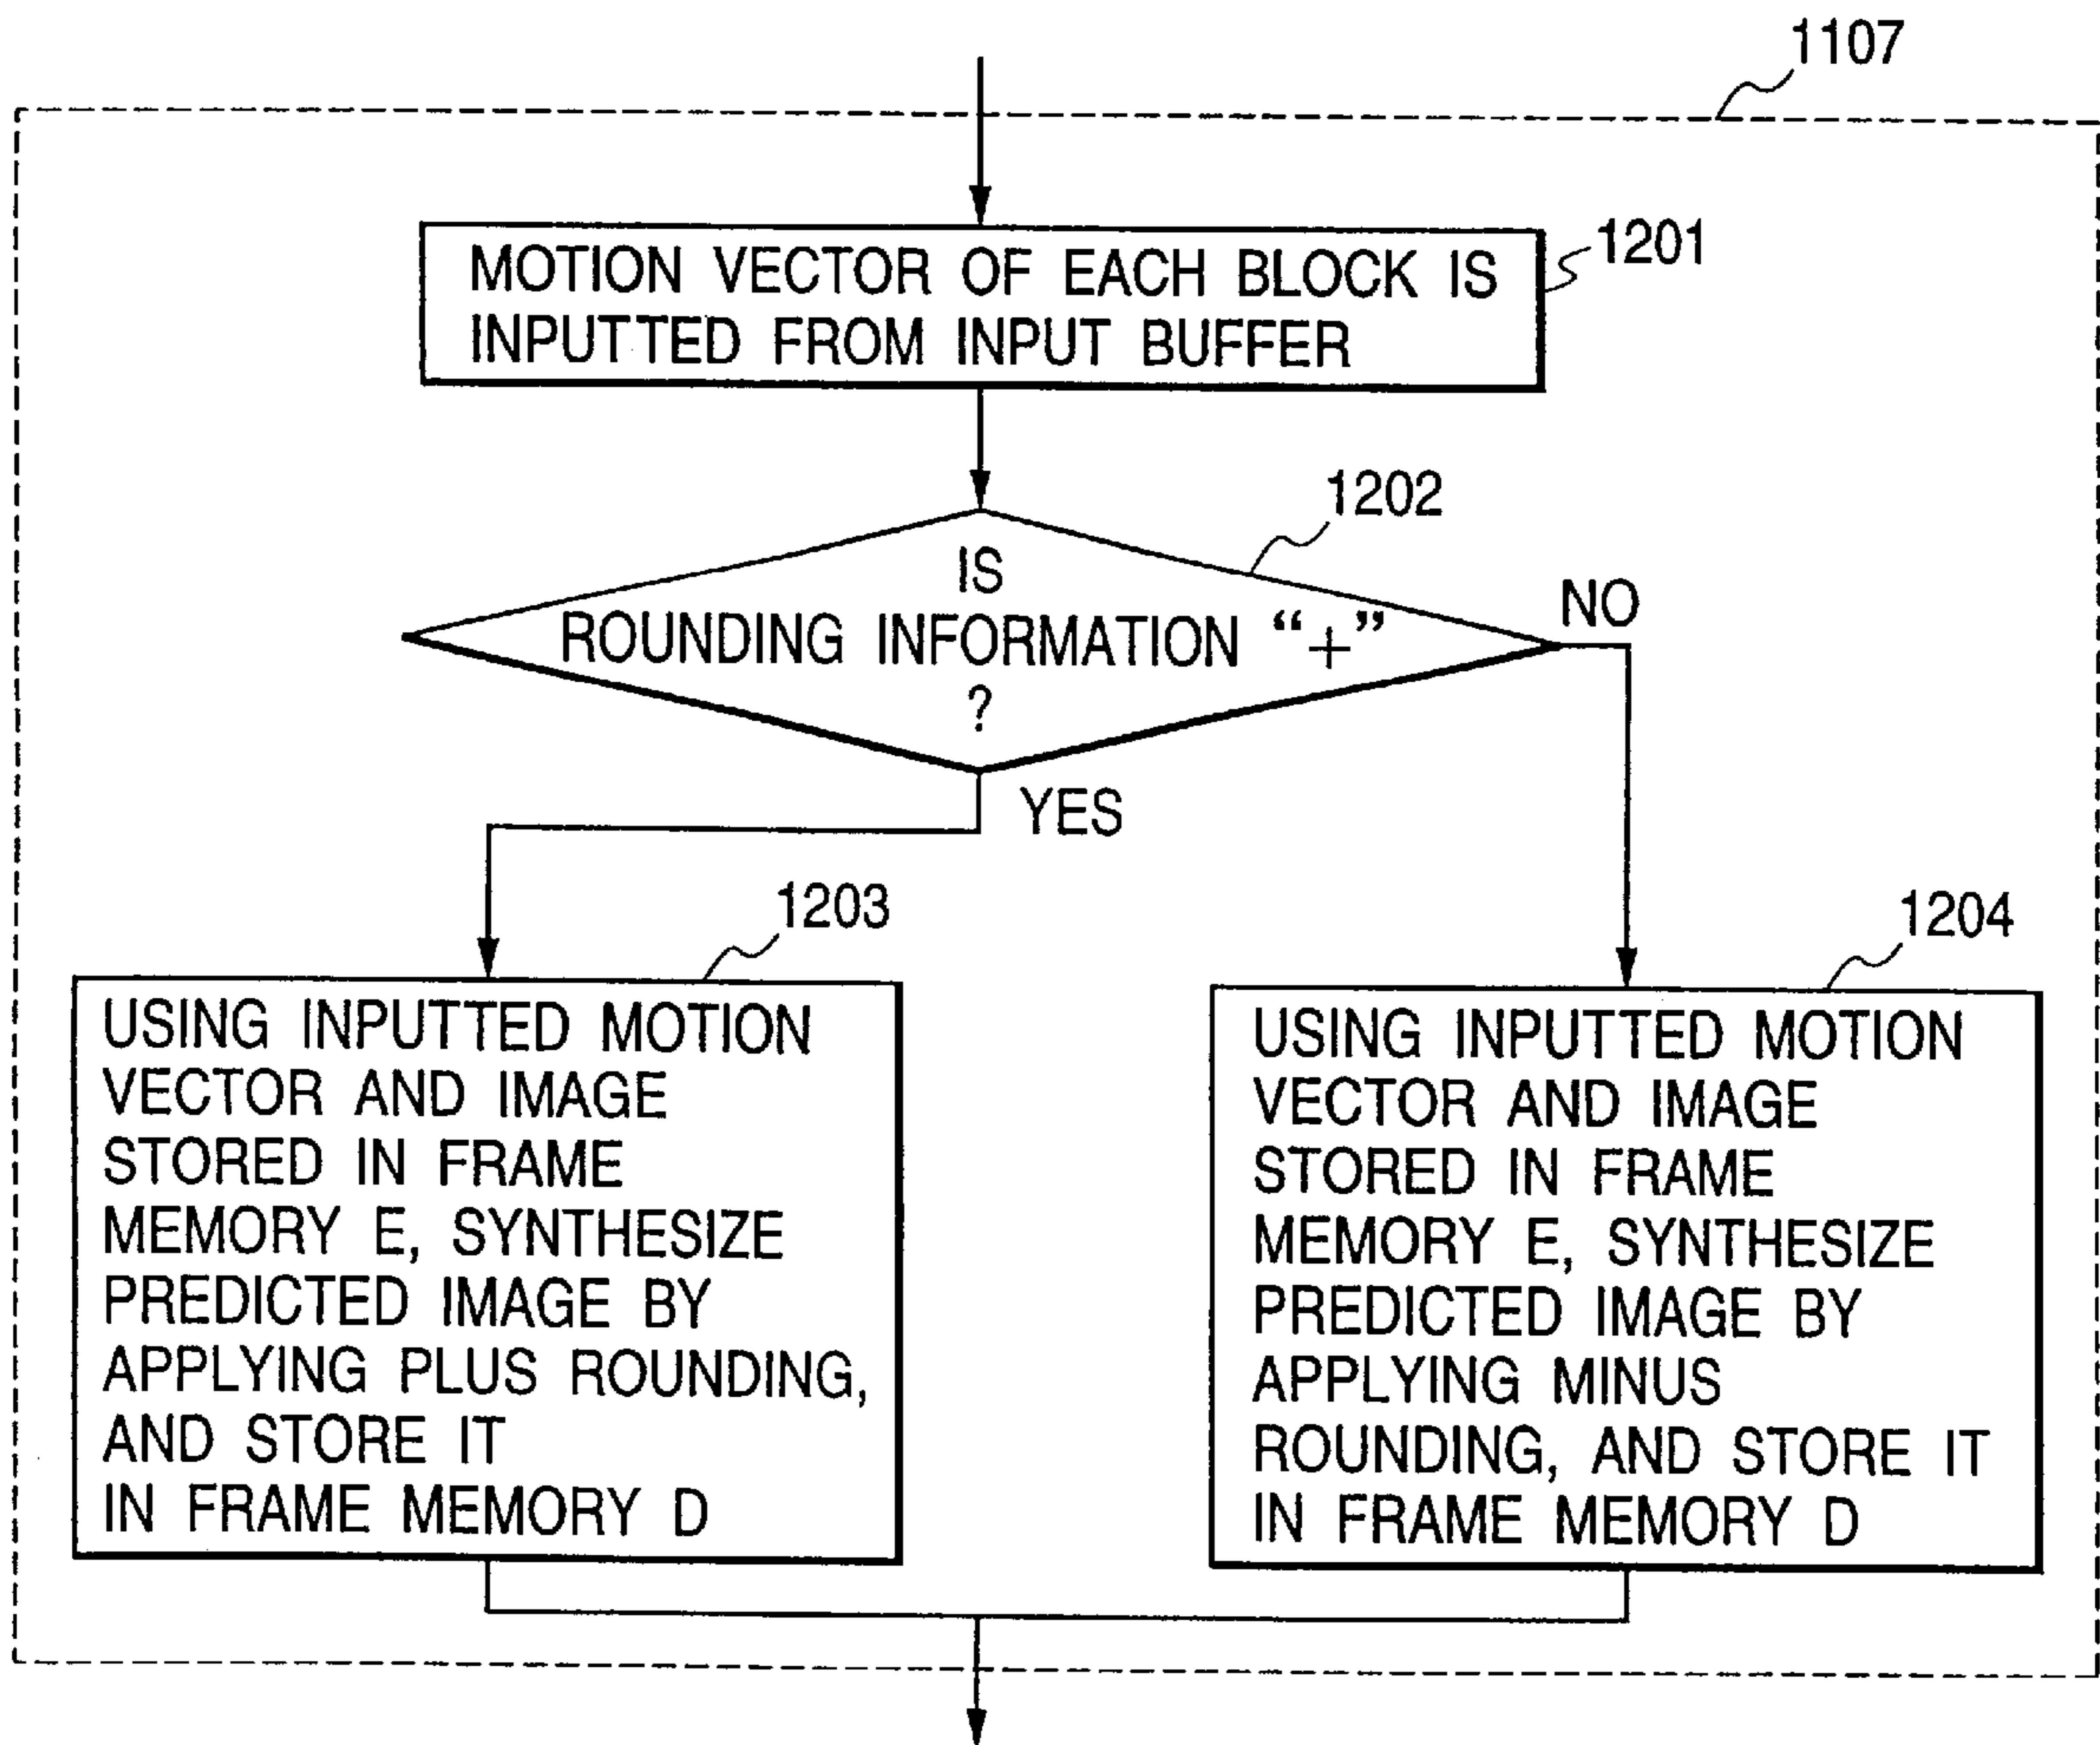 1107
MOTION VECTOR OF EACH BLOCK IS
INPUTTED FROM INPUT BUFFER
1201
1202
IS
ROUNDING INFORMATION “+”
?
NO
YES
1203
USING INPUTTED MOTION
VECTOR AND IMAGE
STORED IN FRAME
MEMORY E, SYNTHESIZE
PREDICTED IMAGE BY
APPLYING PLUS ROUNDING,
AND STORE IT
IN FRAME MEMORY D
1204
USING INPUTTED MOTION
VECTOR AND IMAGE
STORED IN FRAME
MEMORY E, SYNTHESIZE
PREDICTED IMAGE BY
APPLYING MINUS
ROUNDING, AND STORE IT
IN FRAME MEMORY D